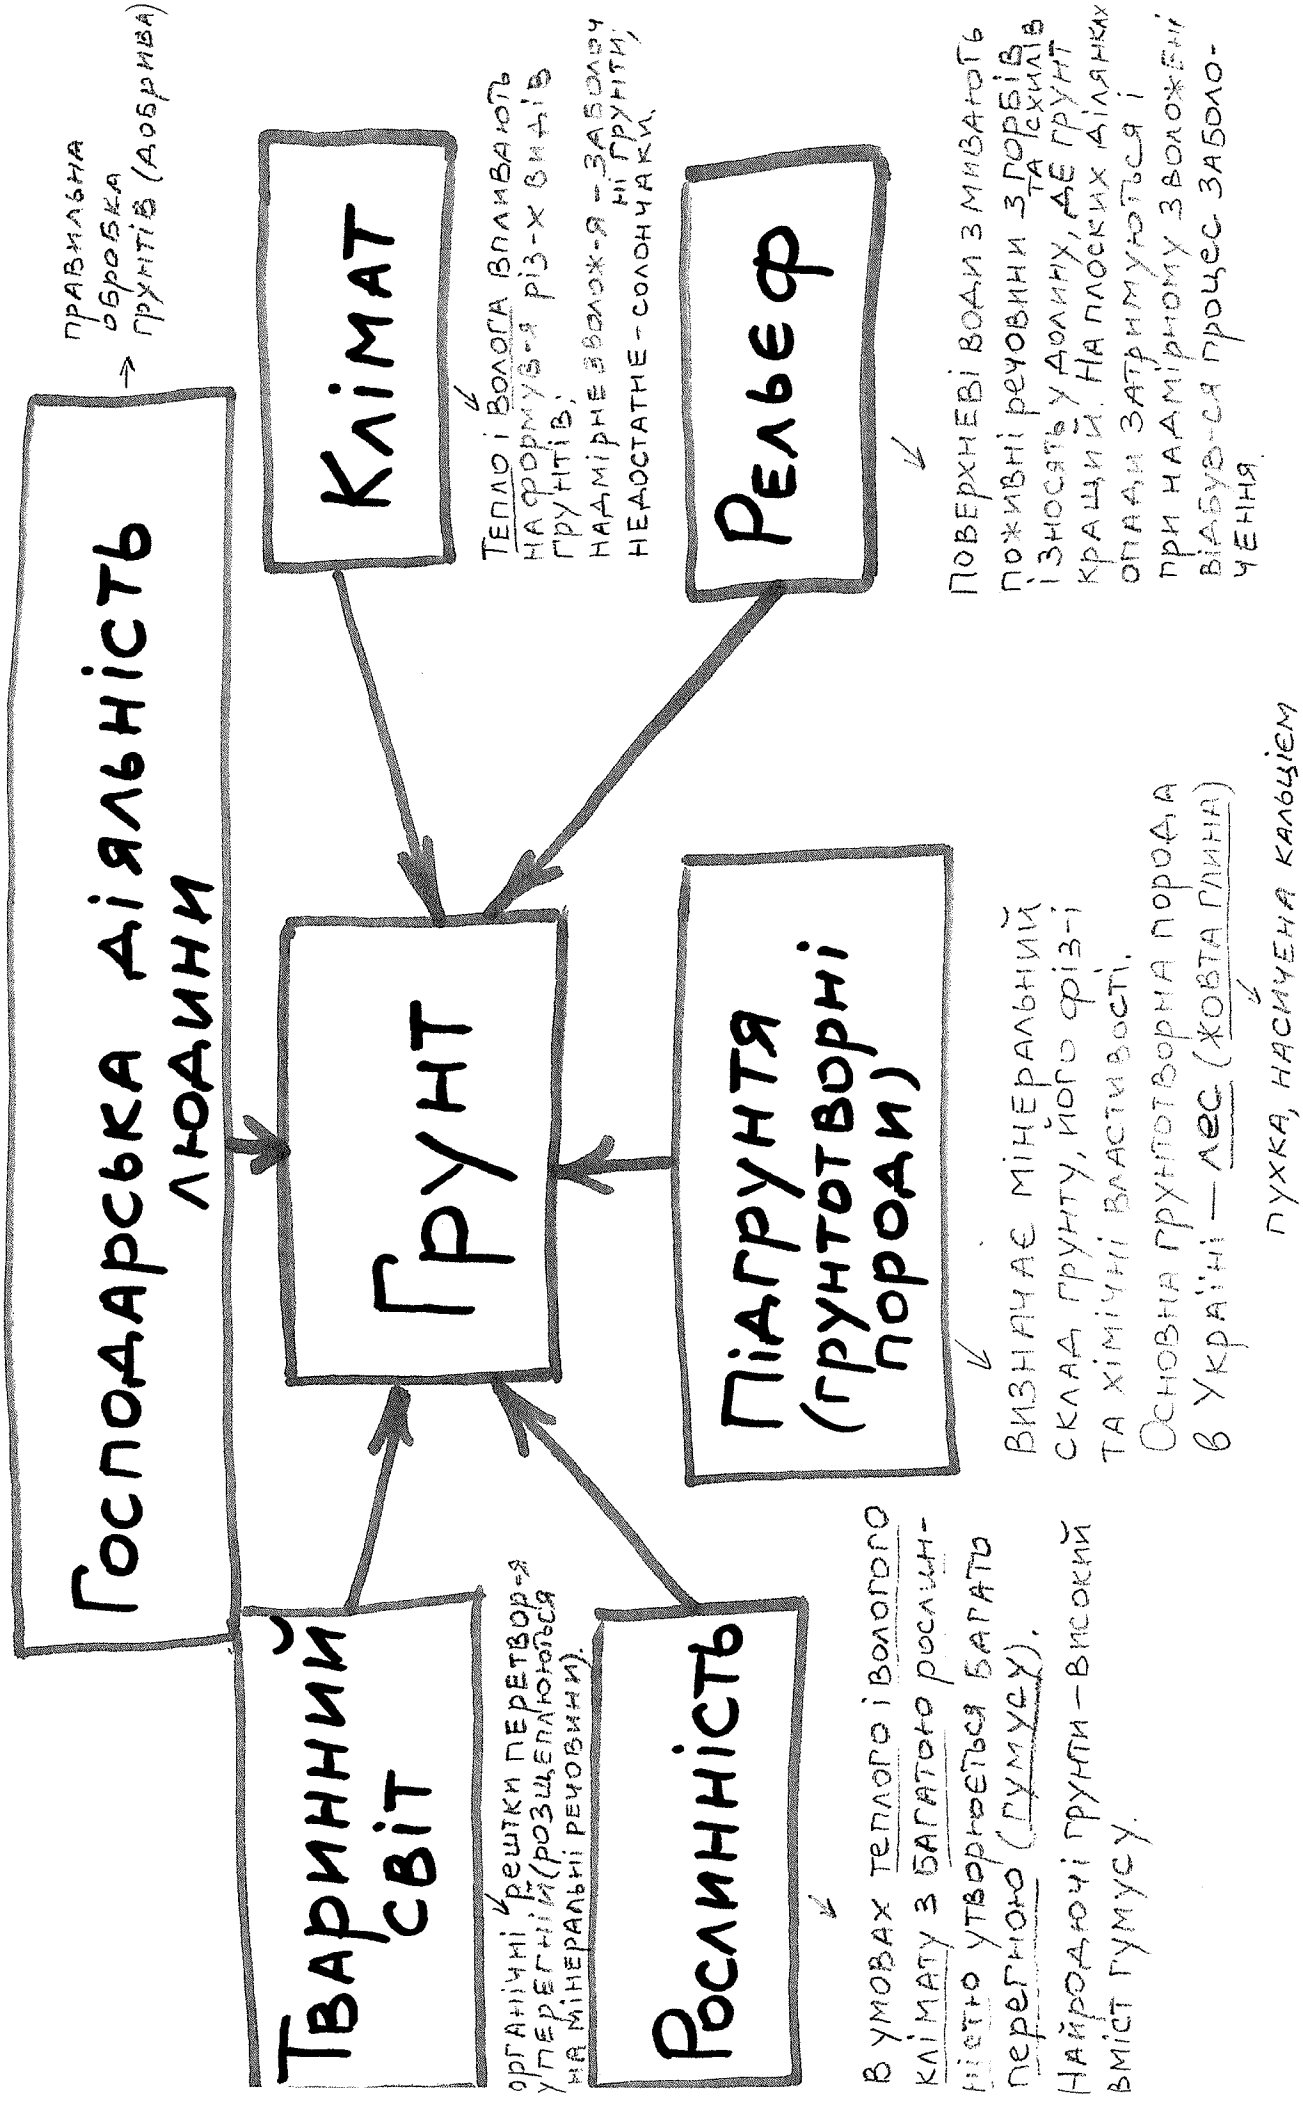 Господарська діяльність
людини
→ правильна
обробка
ґрунтів (добрива)
Тваринний
світ
органічні рештки перетвор-я
у перегній (розщеплюються
на мінеральні речовини).
Ґрунт
Клімат
Тепло і волога впливають
на формув-я різ-х видів
ґрунтів;
надмірне зволож-я – заболоч
ні ґрунти;
недостатнє – солончаки.
Рослинність
В умовах теплого і вологого
клімату з багатою рослин-
ністю утворюється багато
перегною (гумусу).
Найродючі ґрунти – високий
вміст гумусу.
Підгрунтя
(ґрунтотворні
породи)
Визначає мінеральний
склад ґрунту, його фіз-і
та хімічні властивості.
Основна ґрунтотворна порода
в Україні — лес (жовта глина)
пухка, насичена кальцієм
Рельєф
Поверхневі води змивають
поживні речовини з горбів
та схилів
і зносять у долину, де ґрунт
кращий. На плоских ділянках
опади затримуються і
при надмірному зволожені
відбув-ся процес заболо-
чення.